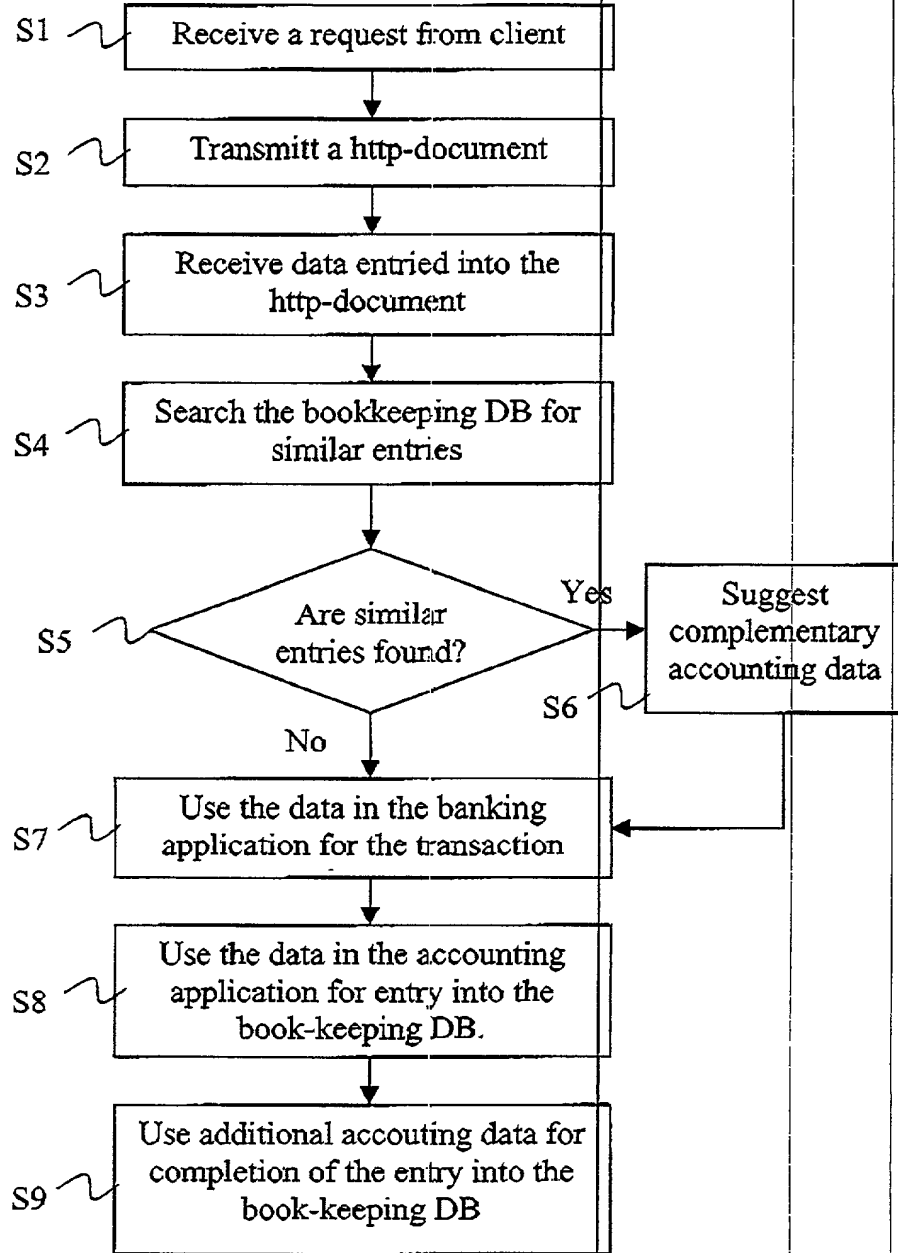 S1
Receive a request from client
S2
Transmitt a http-document
S3
Receive data entried into the
http-document
S4
Search the bookkeeping DB for
similar entries
S5
Are similar
entries found?
Yes
No
S6
Suggest
complementary
accounting data
S7
Use the data in the banking
application for the transaction
S8
Use the data in the accounting
application for entry into the
book-keeping DB.
S9
Use additional accouting data for
completion of the entry into the
book-keeping DB